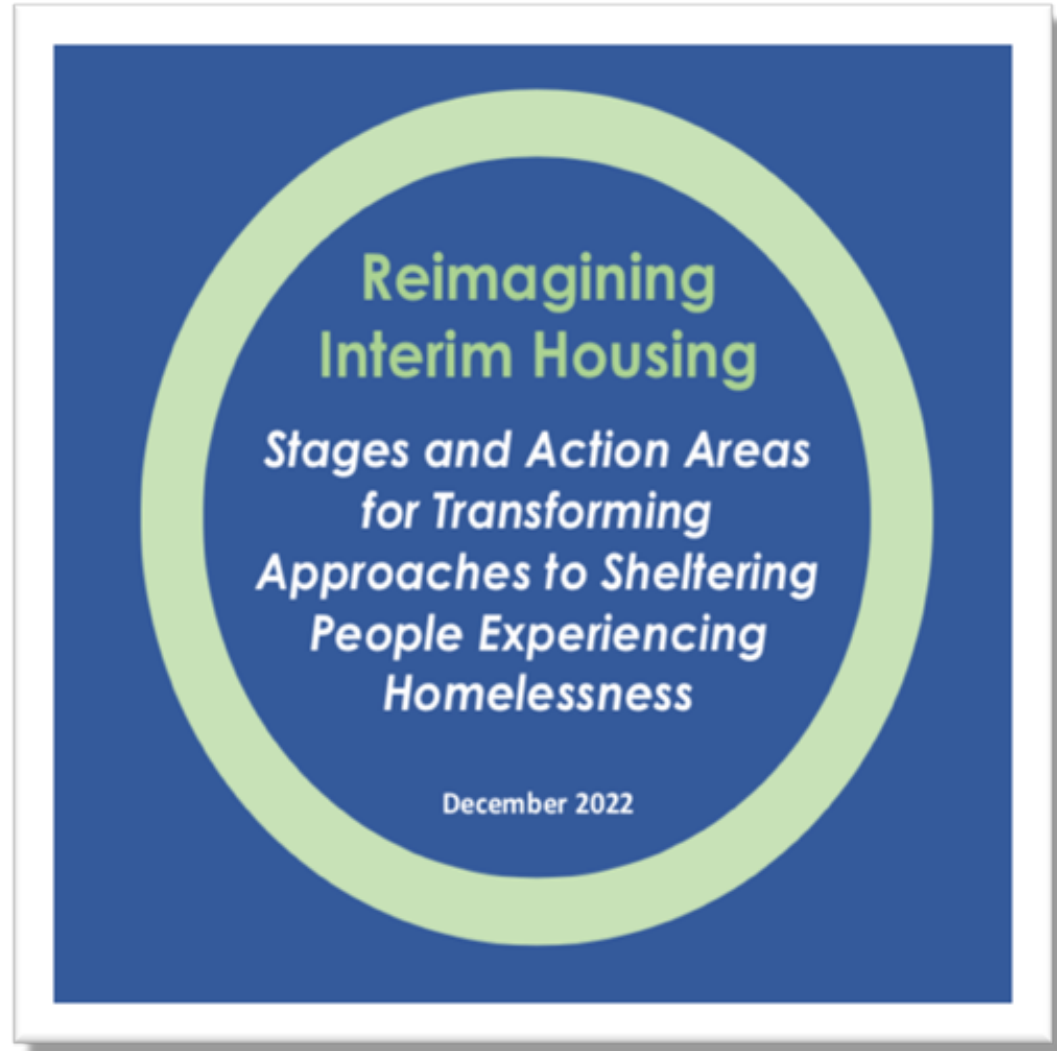 Reimagining
Interim Housing
Stages and Action Areas
for Transforming
Approaches to Sheltering
People Experiencing
Homelessness
December 2022